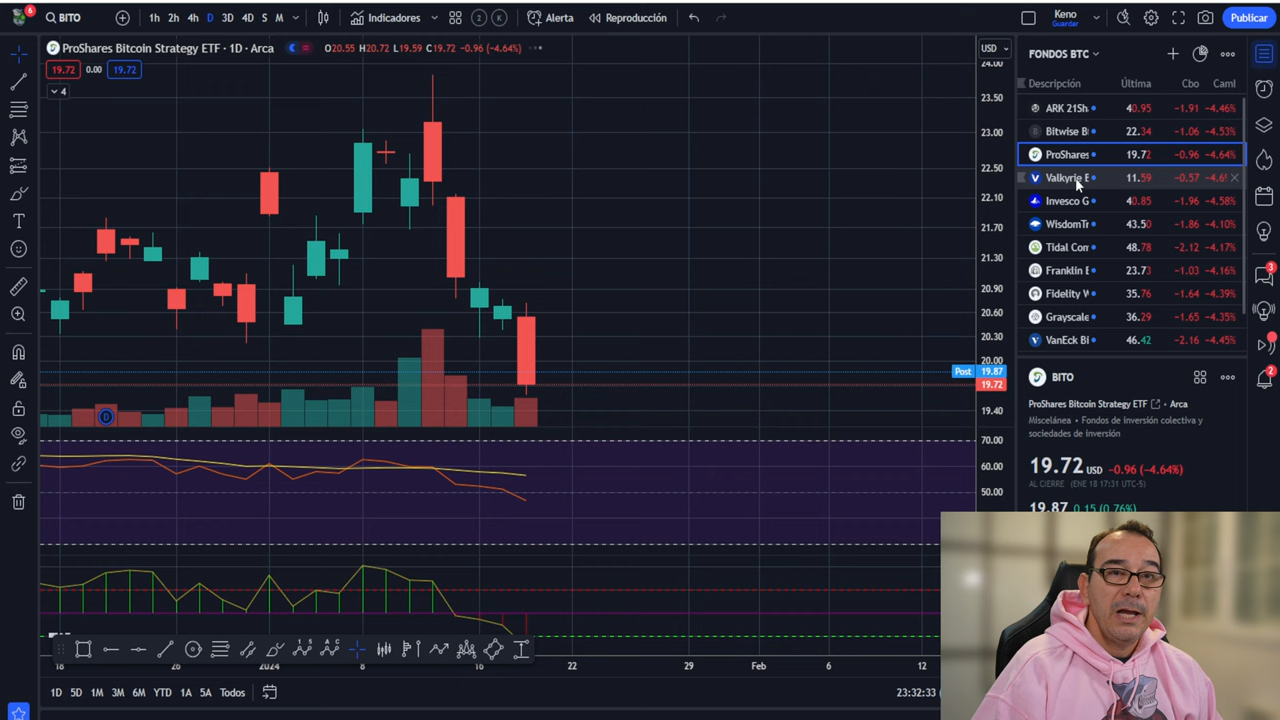 6 BITO 1h 2h 4h D 3D 4D S M Indicadores 2 K Alerta Reproducción Keno Guardar Publicar
ProShares Bitcoin Strategy ETF · 1D · Arca O20.55 H20.72 L19.59 C19.72 −0.96 (−4.64%)
19.72 0.00 19.72
4
USD
24.00
23.50
23.00
22.50
22.10
21.70
21.30
20.90
20.60
20.30
20.00
Post 19.87
19.72
19.40
70.00
60.00
50.00
D
18 26 2024 8 16 22 29 Feb 6 12
1D 5D 1M 3M 6M YTD 1A 5A Todos
23:32:33
FONDOS BTC
Descripción Última Cbo Caml
ARK 21Sh 40.95 −1.91 −4.46%
Bitwise B 22.34 −1.06 −4.53%
ProShares 19.72 −0.96 −4.64%
Valkyrie E 11.59 −0.57 −4.69
Invesco G 40.85 −1.96 −4.58%
WisdomTr 43.50 −1.86 −4.10%
Tidal Com 48.78 −2.12 −4.17%
Franklin E 23.73 −1.03 −4.16%
Fidelity W 35.76 −1.64 −4.39%
Grayscale 36.29 −1.65 −4.35%
VanEck Bi 46.42 −2.16 −4.45%
BITO
ProShares Bitcoin Strategy ETF · Arca
Miscelánea · Fondos de inversión colectiva y
sociedades de inversión
19.72 USD −0.96 (−4.64%)
AL CIERRE (ENE 18 17:31 UTC-5)
19.87 0.15 (0.76%)
3
2